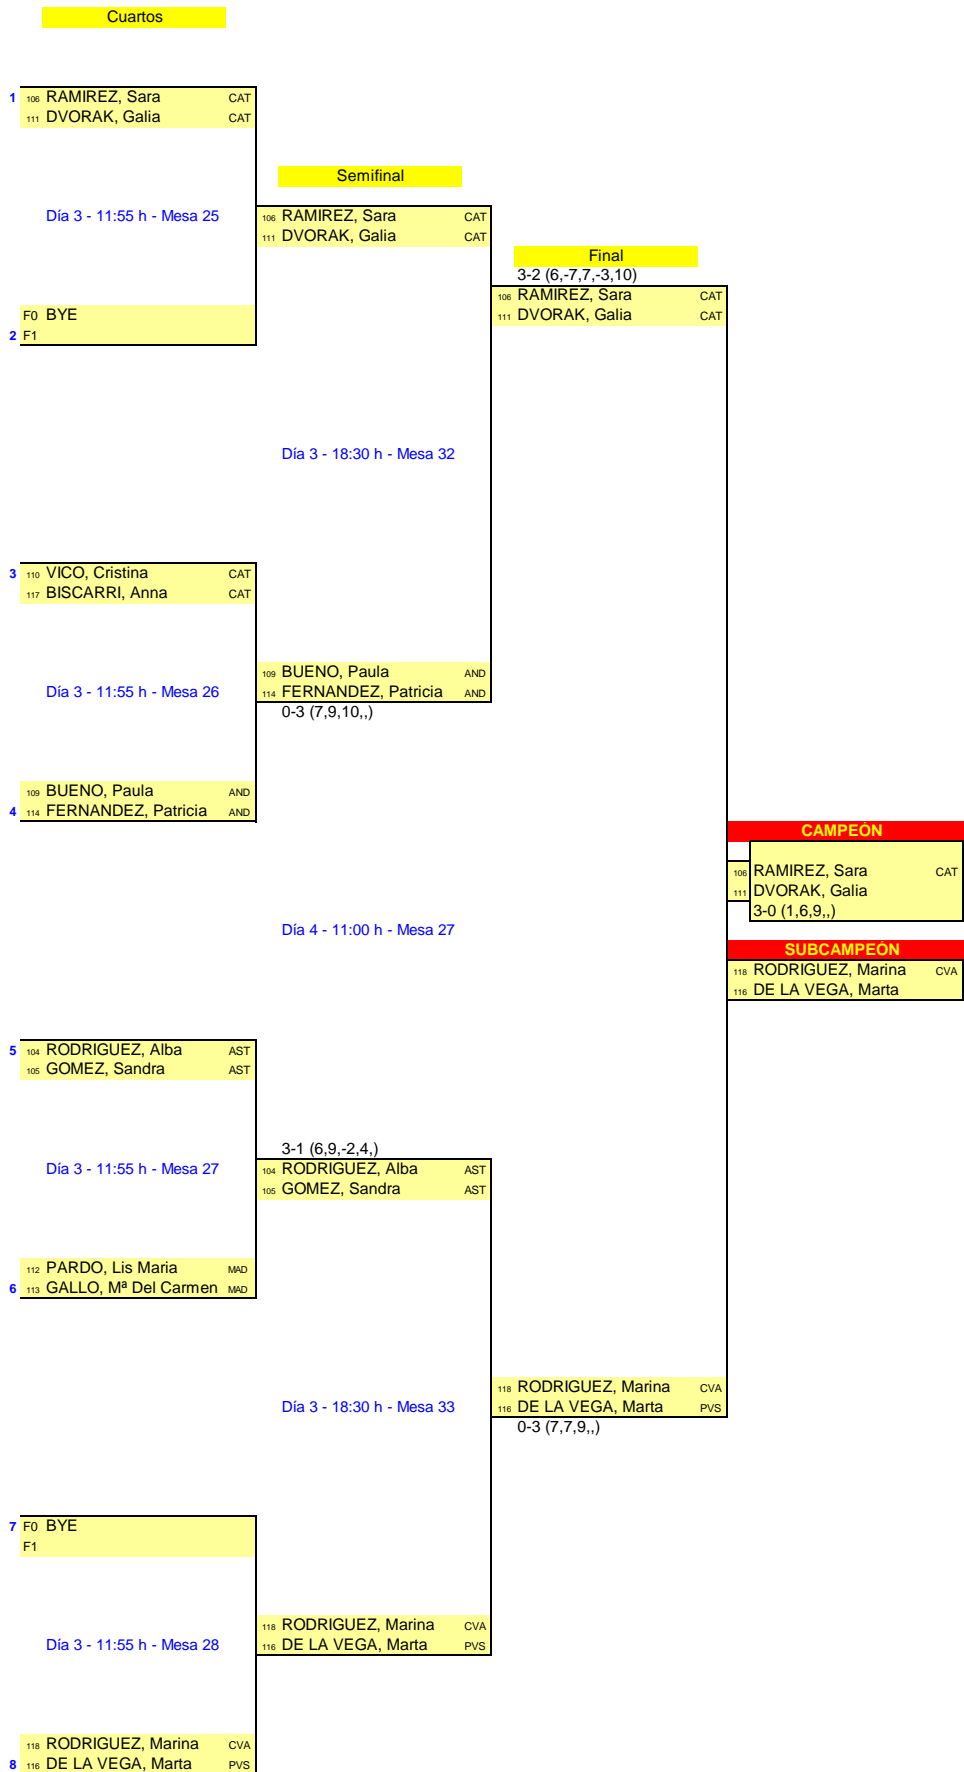 Cuartos
1 106 RAMIREZ, Sara CAT
111 DVORAK, Galia CAT
Semifinal
Día 3 - 11:55 h - Mesa 25
106 RAMIREZ, Sara CAT
111 DVORAK, Galia CAT
Final
3-2 (6,-7,7,-3,10)
106 RAMIREZ, Sara CAT
111 DVORAK, Galia CAT
F0 BYE
2 F1
Día 3 - 18:30 h - Mesa 32
3 110 VICO, Cristina CAT
117 BISCARRI, Anna CAT
Día 3 - 11:55 h - Mesa 26
109 BUENO, Paula AND
114 FERNANDEZ, Patricia AND
0-3 (7,9,10,,)
109 BUENO, Paula AND
4 114 FERNANDEZ, Patricia AND
CAMPEÓN
106 RAMIREZ, Sara CAT
111 DVORAK, Galia
3-0 (1,6,9,,)
Día 4 - 11:00 h - Mesa 27
SUBCAMPEÓN
118 RODRIGUEZ, Marina CVA
116 DE LA VEGA, Marta
5 104 RODRIGUEZ, Alba AST
105 GOMEZ, Sandra AST
3-1 (6,9,-2,4,)
Día 3 - 11:55 h - Mesa 27
104 RODRIGUEZ, Alba AST
105 GOMEZ, Sandra AST
112 PARDO, Lis Maria MAD
6 113 GALLO, Mª Del Carmen MAD
Día 3 - 18:30 h - Mesa 33
118 RODRIGUEZ, Marina CVA
116 DE LA VEGA, Marta PVS
0-3 (7,7,9,,)
7 F0 BYE
F1
Día 3 - 11:55 h - Mesa 28
118 RODRIGUEZ, Marina CVA
116 DE LA VEGA, Marta PVS
118 RODRIGUEZ, Marina CVA
8 116 DE LA VEGA, Marta PVS